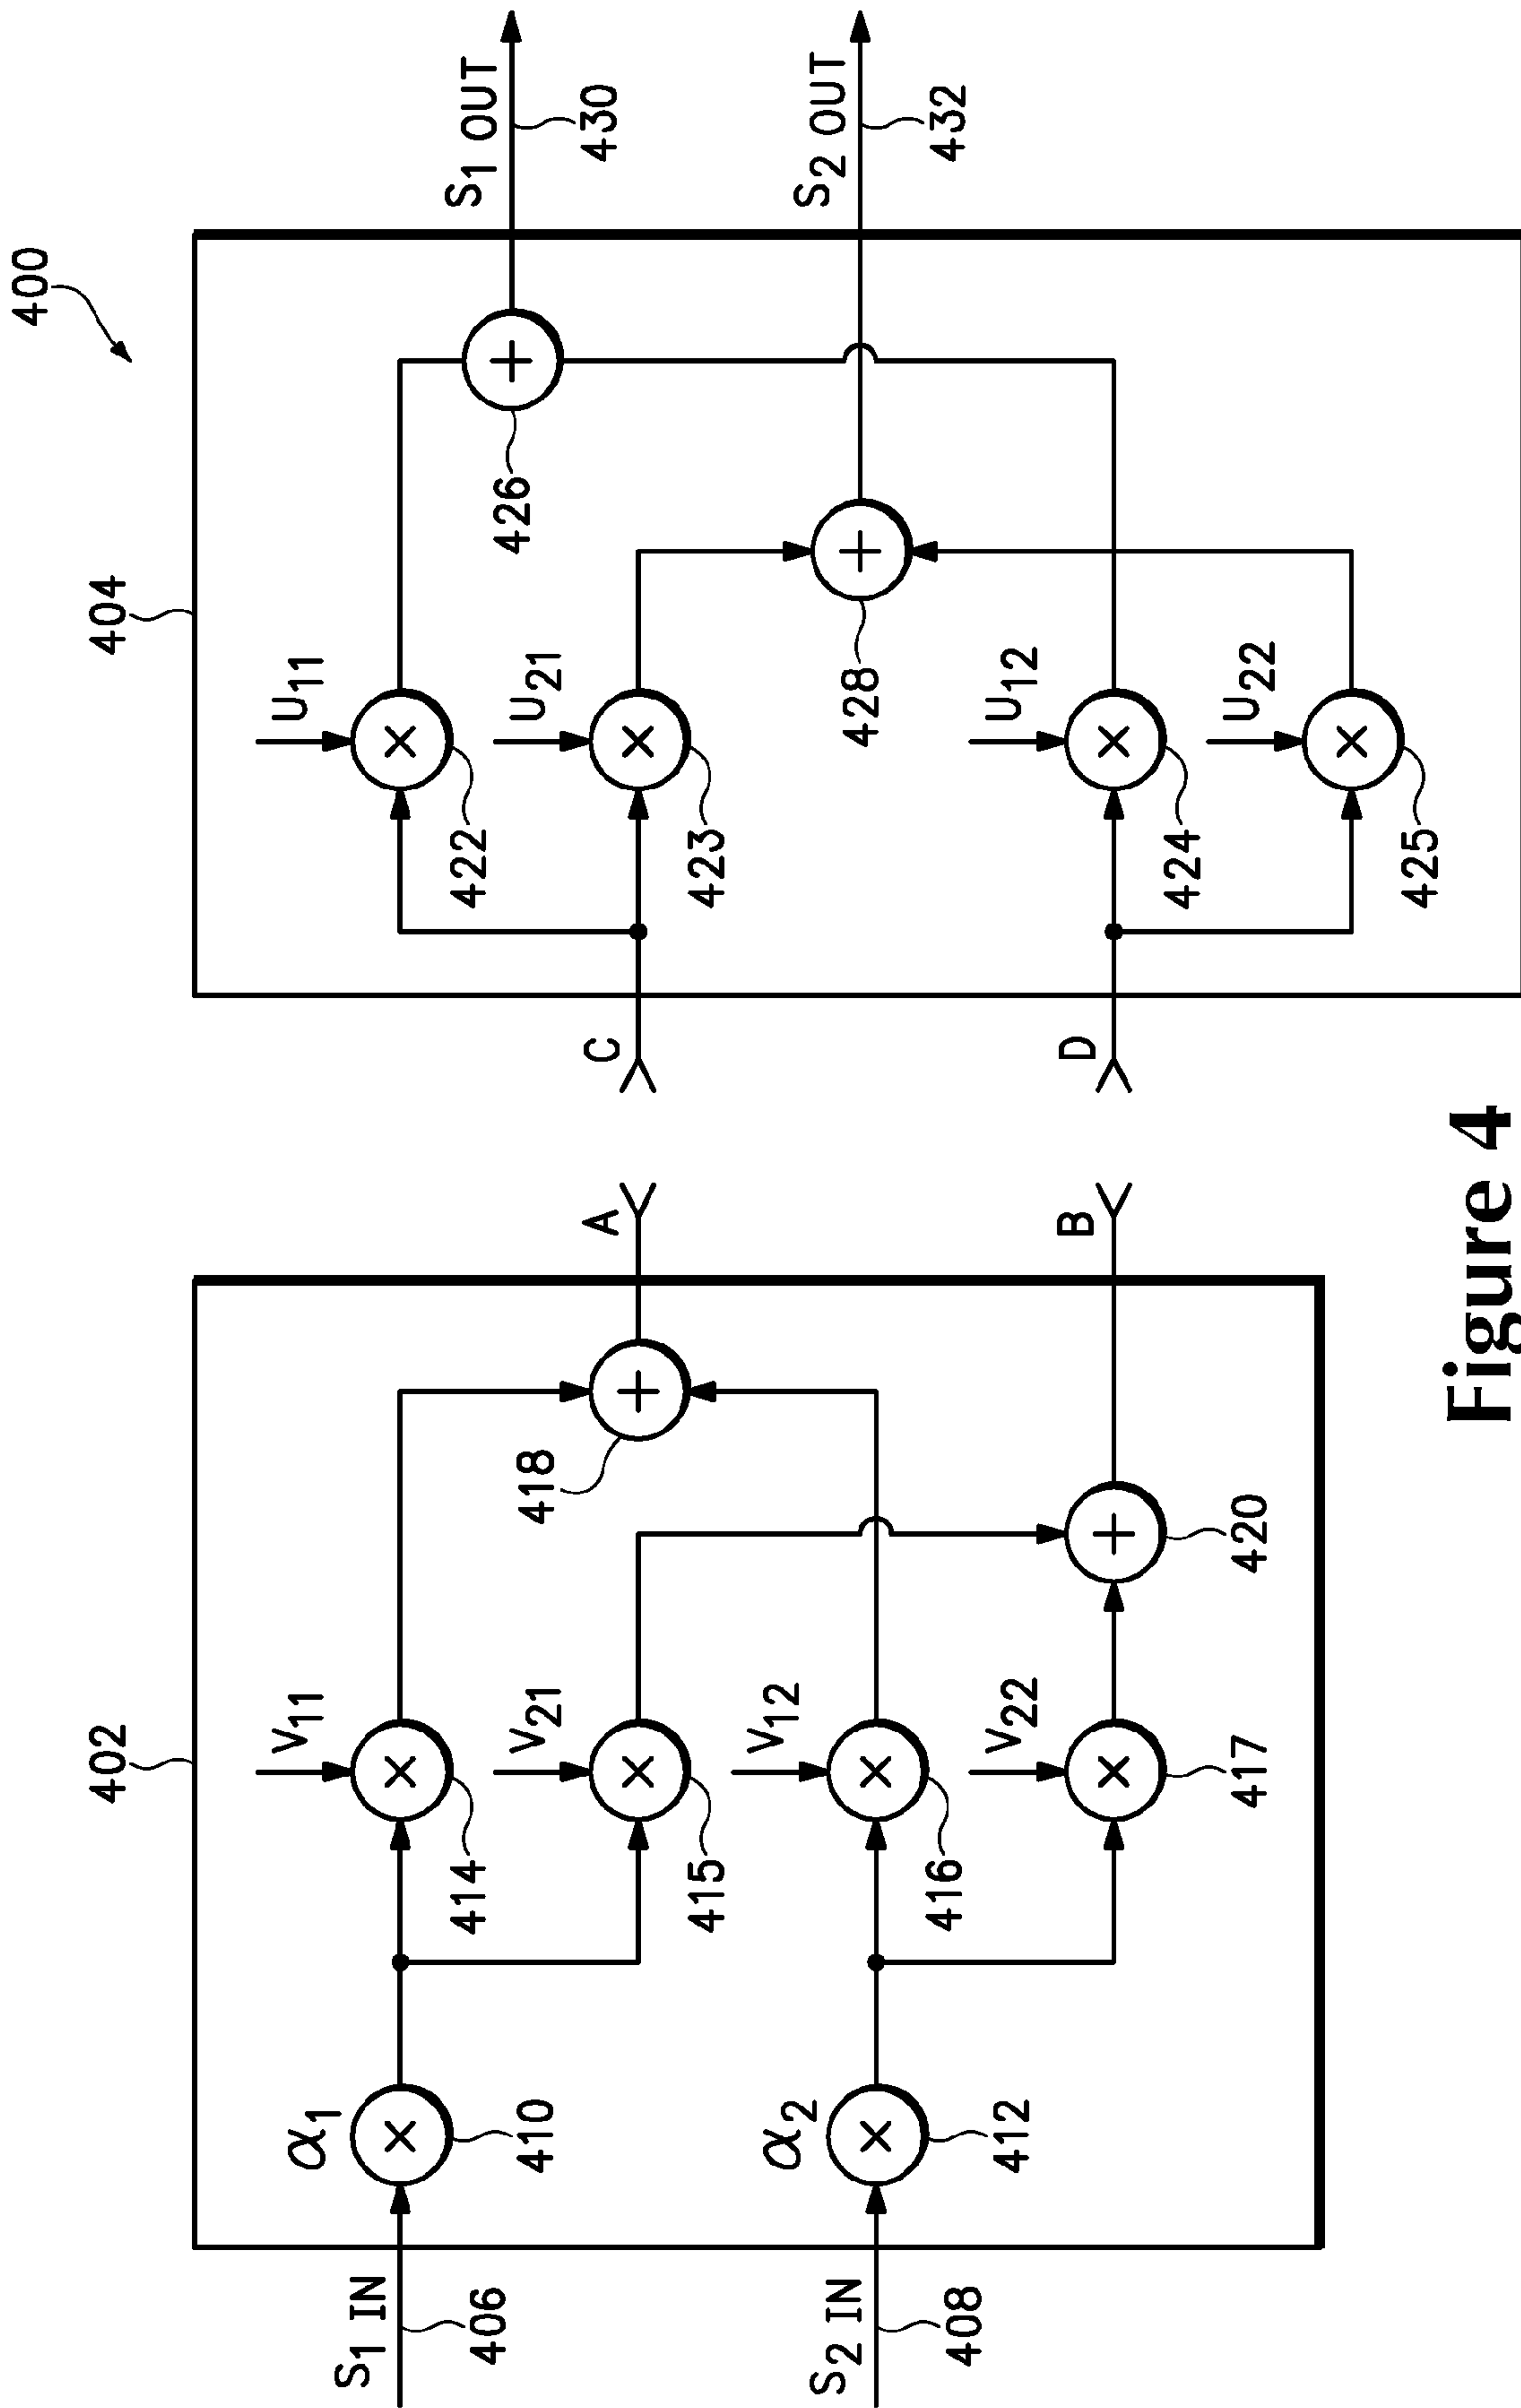 400
402
404
S1 IN
406
α1
410
V11
414
V21
415
S2 IN
408
α2
412
V12
416
V22
417
418
420
A
B
C
D
U11
422
U21
423
U12
424
U22
425
426
428
S1 OUT
430
S2 OUT
432
Figure 4